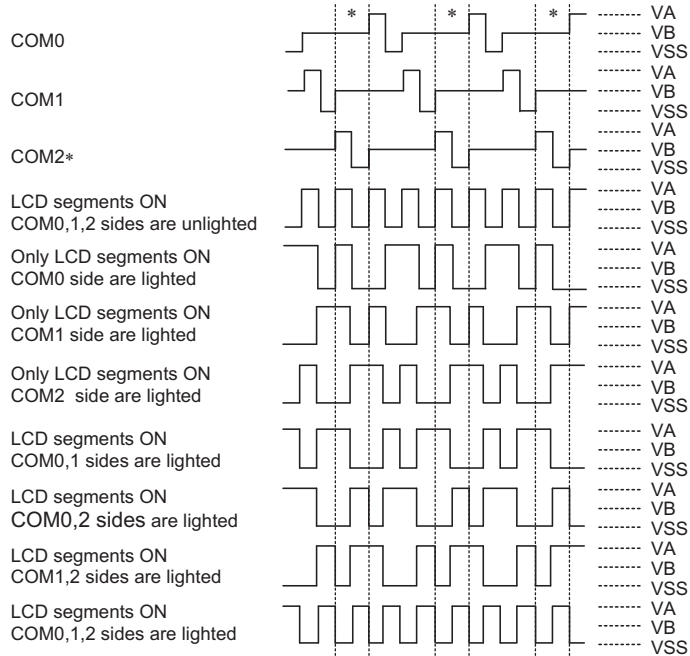 * * *
COM0
VA
VB
VSS
COM1
VA
VB
VSS
COM2*
VA
VB
VSS
LCD segments ON
COM0,1,2 sides are unlighted
VA
VB
VSS
Only LCD segments ON
COM0 side are lighted
VA
VB
VSS
Only LCD segments ON
COM1 side are lighted
VA
VB
VSS
Only LCD segments ON
COM2 side are lighted
VA
VB
VSS
LCD segments ON
COM0,1 sides are lighted
VA
VB
VSS
LCD segments ON
COM0,2 sides are lighted
VA
VB
VSS
LCD segments ON
COM1,2 sides are lighted
VA
VB
VSS
LCD segments ON
COM0,1,2 sides are lighted
VA
VB
VSS